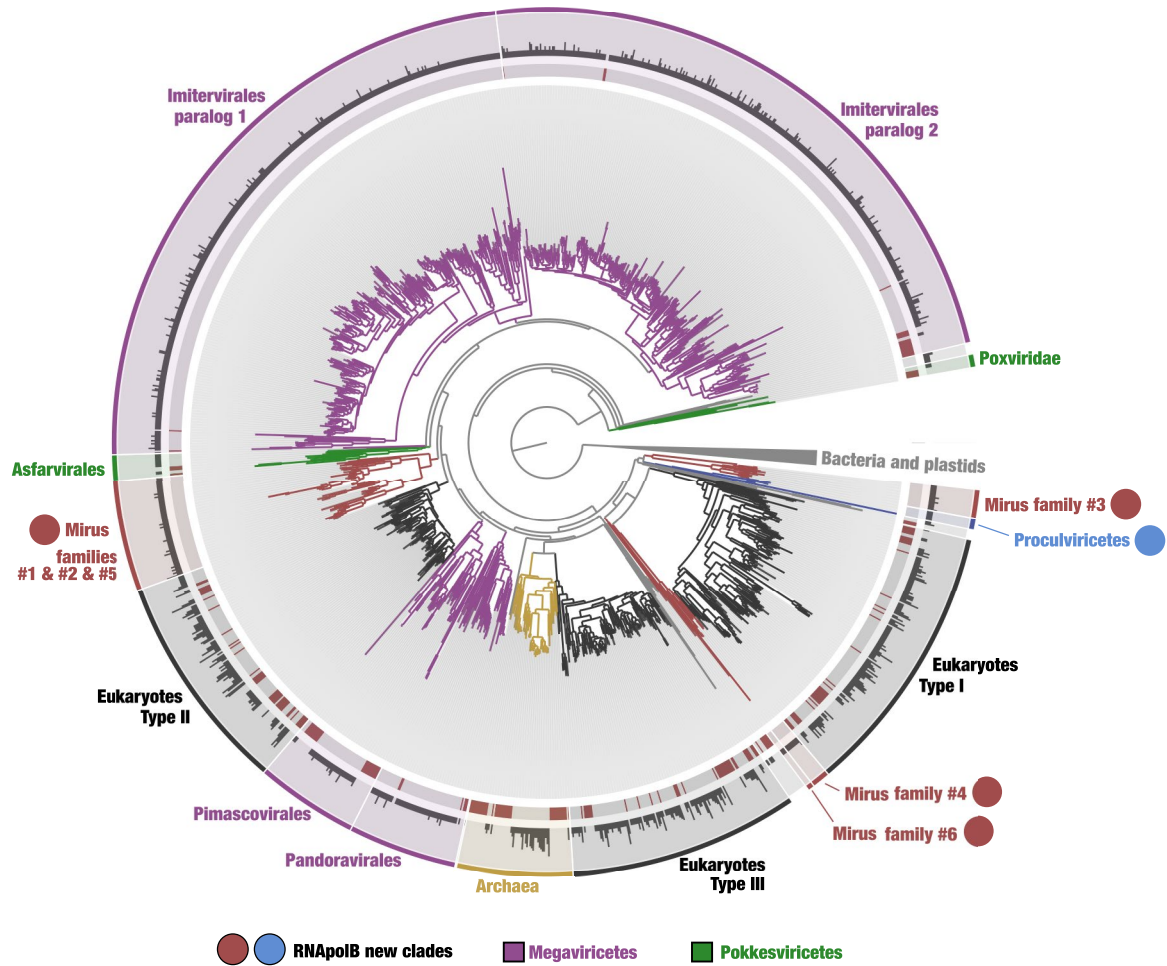 Imitervirales
paralog 1
Imitervirales
paralog 2
Poxviridae
Bacteria and plastids
Asfarvirales
Mirus
families
#1 & #2 & #5
Mirus family #3
Proculviricetes
Eukaryotes
Type I
Eukaryotes
Type II
Mirus family #4
Mirus family #6
Pimascovirales
Pandoravirales
Archaea
Eukaryotes
Type III
RNApolB new clades
Megaviricetes
Pokkesviricetes